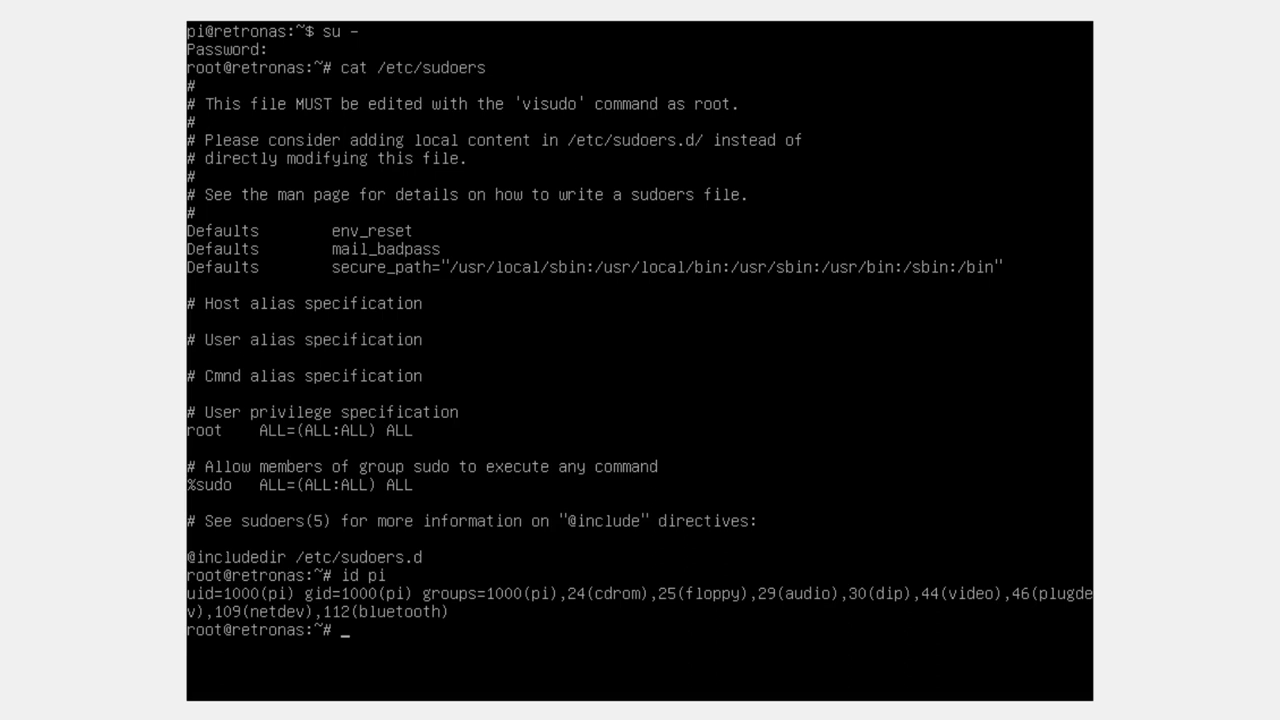 pi@retronas:~$ su -
Password:
root@retronas:~# cat /etc/sudoers
#
# This file MUST be edited with the 'visudo' command as root.
#
# Please consider adding local content in /etc/sudoers.d/ instead of
# directly modifying this file.
#
# See the man page for details on how to write a sudoers file.
#
Defaults        env_reset
Defaults        mail_badpass
Defaults        secure_path="/usr/local/sbin:/usr/local/bin:/usr/sbin:/usr/bin:/sbin:/bin"
# Host alias specification
# User alias specification
# Cmnd alias specification
# User privilege specification
root    ALL=(ALL:ALL) ALL
# Allow members of group sudo to execute any command
%sudo   ALL=(ALL:ALL) ALL
# See sudoers(5) for more information on "@include" directives:
@includedir /etc/sudoers.d
root@retronas:~# id pi
uid=1000(pi) gid=1000(pi) groups=1000(pi),24(cdrom),25(floppy),29(audio),30(dip),44(video),46(plugde
v),109(netdev),112(bluetooth)
root@retronas:~# _